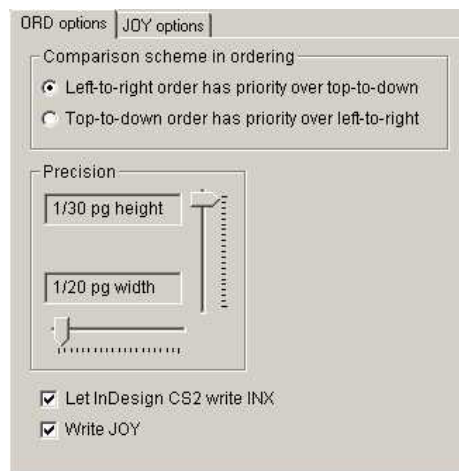 ORD options JOY options
Comparison scheme in ordering
Left-to-right order has priority over top-to-down
Top-to-down order has priority over left-to-right
Precision
1/30 pg height
1/20 pg width
Let InDesign CS2 write INX
Write JOY